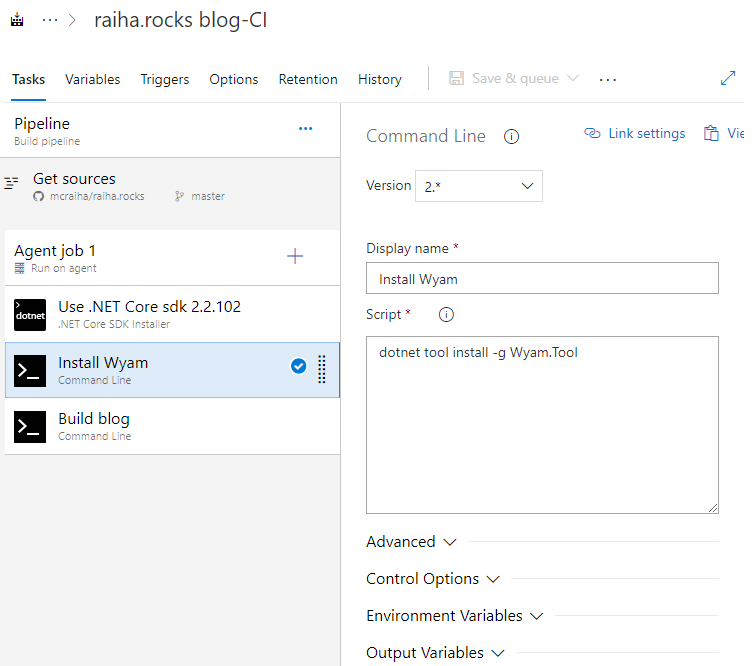 ... > raiha.rocks blog-CI
Tasks Variables Triggers Options Retention History Save & queue ...
Pipeline ...
Build pipeline
Get sources
mcraiha/raiha.rocks master
Agent job 1 +
Run on agent
dotnet
Use .NET Core sdk 2.2.102
.NET Core SDK Installer
>_ Install Wyam
Command Line
>_ Build blog
Command Line
Command Line Link settings Vie
Version 2.*
Display name *
Install Wyam
Script *
dotnet tool install -g Wyam.Tool
Advanced
Control Options
Environment Variables
Output Variables